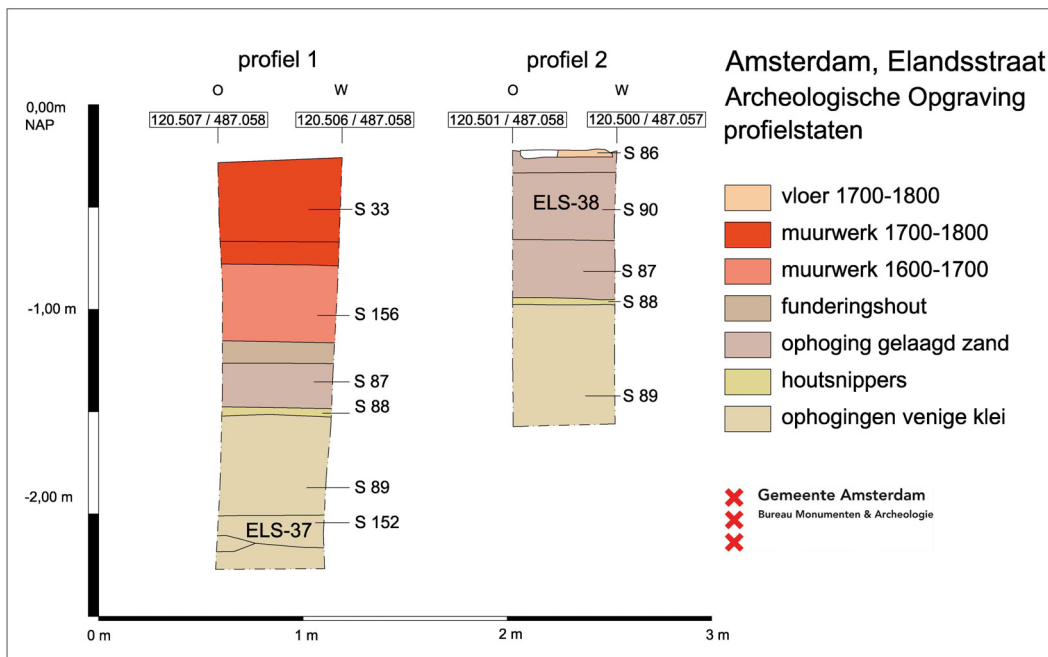 profiel 1
profiel 2
O
W
O
W
0,00m
NAP
120.507 / 487.058
120.506 / 487.058
120.501 / 487.058
120.500 / 487.057
S 33
S 156
S 87
S 88
S 89
S 152
ELS-37
S 86
ELS-38
S 90
S 87
S 88
S 89
-1,00 m
-2,00 m
0 m
1 m
2 m
3 m
Amsterdam, Elandsstraat
Archeologische Opgraving
profielstaten
vloer 1700-1800
muurwerk 1700-1800
muurwerk 1600-1700
funderingshout
ophoging gelaagd zand
houtsnippers
ophogingen venige klei
Gemeente Amsterdam
Bureau Monumenten & Archeologie